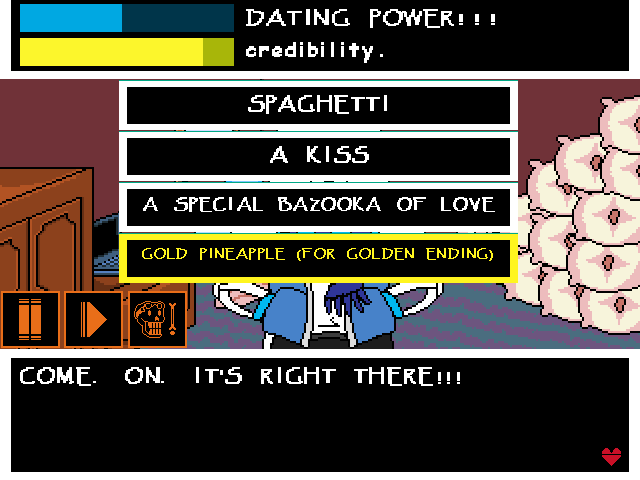 DATING POWER!!!
credibility.
SPAGHETTI
A KISS
A SPECIAL BAZOOKA OF LOVE
GOLD PINEAPPLE (FOR GOLDEN ENDING)
COME. ON. IT'S RIGHT THERE!!!